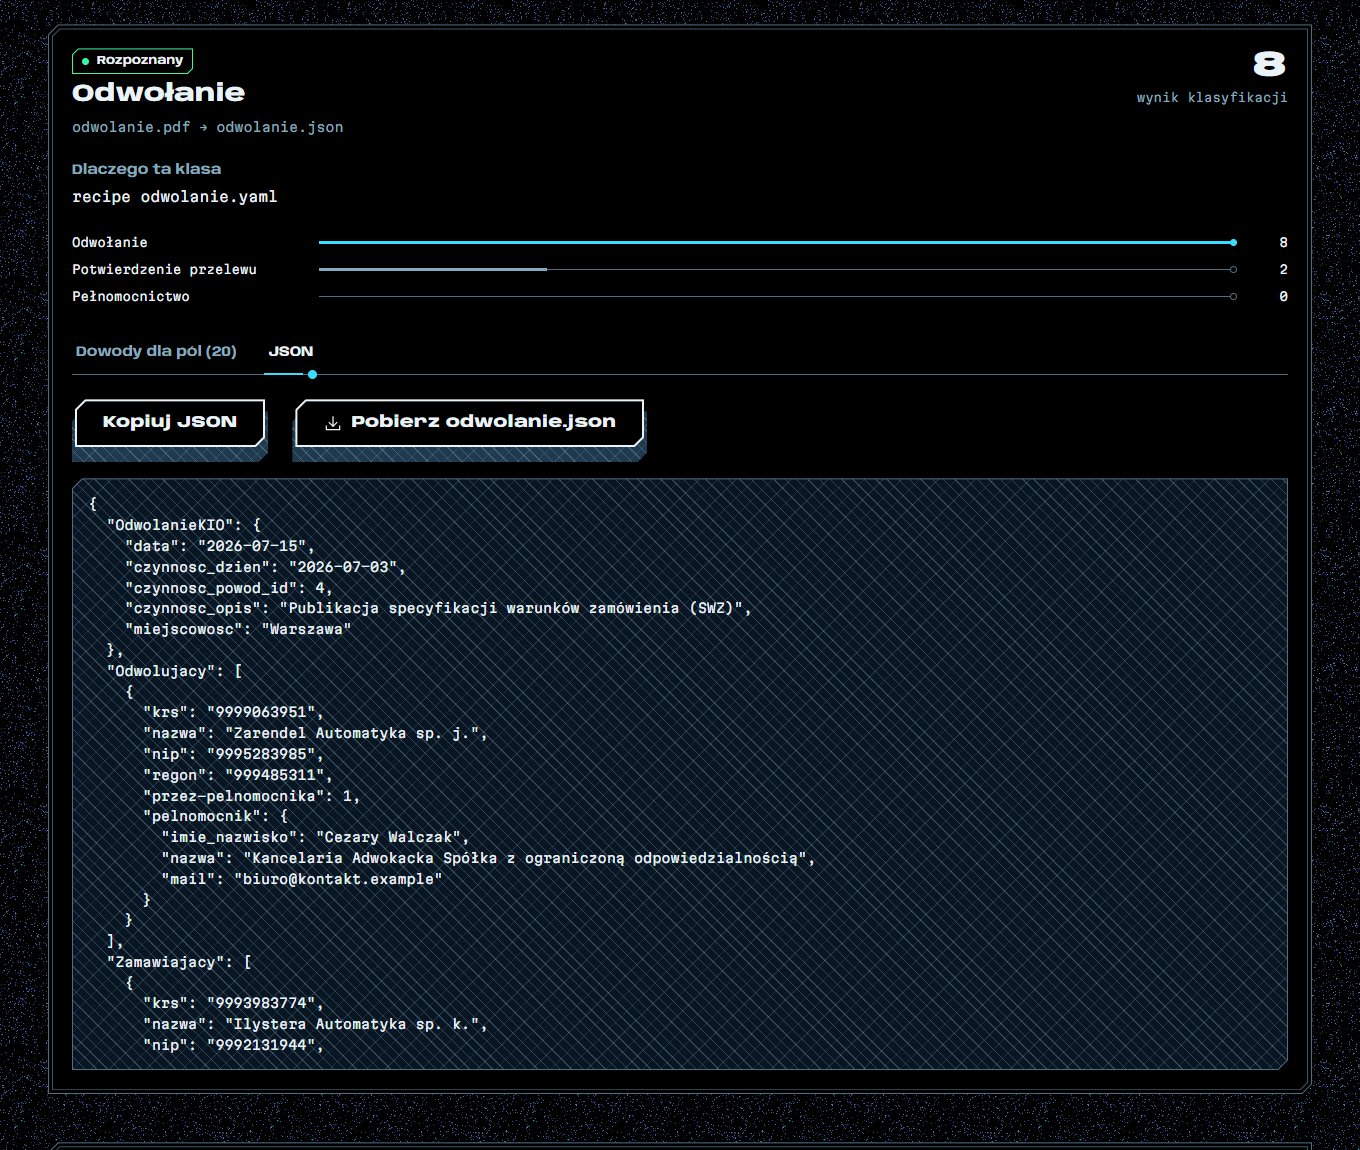 Rozpoznany
Odwołanie
8
wynik klasyfikacji
odwolanie.pdf → odwolanie.json
Dlaczego ta klasa
recipe odwolanie.yaml
Odwołanie 8
Potwierdzenie przelewu 2
Pełnomocnictwo 0
Dowody dla pól (20) JSON
Kopiuj JSON Pobierz odwolanie.json
{
"OdwolanieKIO": {
"data": "2026-07-15",
"czynnosc_dzien": "2026-07-03",
"czynnosc_powod_id": 4,
"czynnosc_opis": "Publikacja specyfikacji warunków zamówienia (SWZ)",
"miejscowosc": "Warszawa"
},
"Odwolujacy": [
{
"krs": "9999063951",
"nazwa": "Zarendel Automatyka sp. j.",
"nip": "9995283985",
"regon": "999485311",
"przez-pelnomocnika": 1,
"pelnomocnik": {
"imie_nazwisko": "Cezary Walczak",
"nazwa": "Kancelaria Adwokacka Spółka z ograniczoną odpowiedzialnością",
"mail": "biuro@kontakt.example"
}
}
],
"Zamawiajacy": [
{
"krs": "9993983774",
"nazwa": "Ilystera Automatyka sp. k.",
"nip": "9992131944",